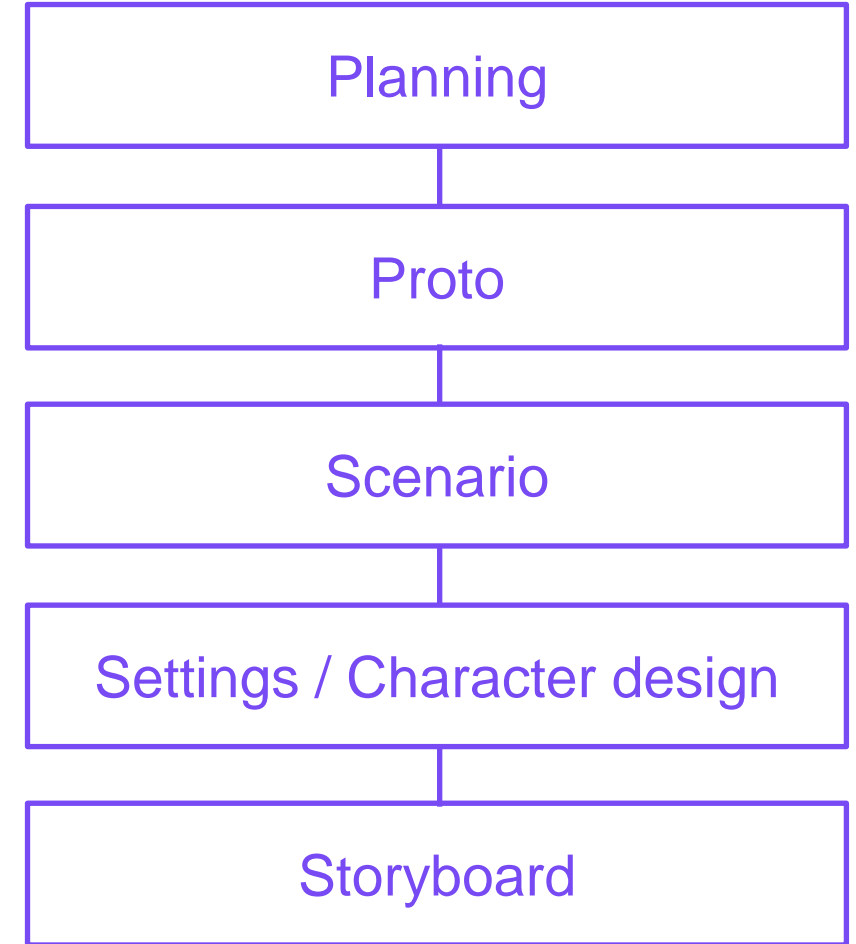 Planning
Proto
Scenario
Settings / Character design
Storyboard